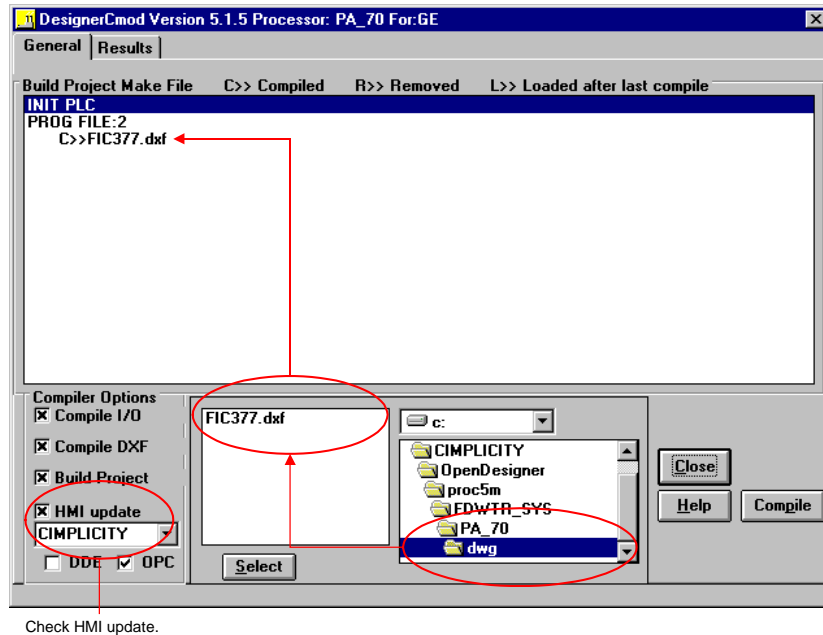 DesignerCmod Version 5.1.5 Processor: PA_70 For:GE
General Results
Build Project Make File C>> Compiled R>> Removed L>> Loaded after last compile
INIT PLC
PROG FILE:2
C>>FIC377.dxf
Compiler Options
Compile I/O
Compile DXF
Build Project
HMI update
CIMPLICITY
DDE OPC
FIC377.dxf
Select
c:
CIMPLICITY
OpenDesigner
proc5m
FDWTR_SYS
PA_70
dwg
Close
Help Compile
Check HMI update.